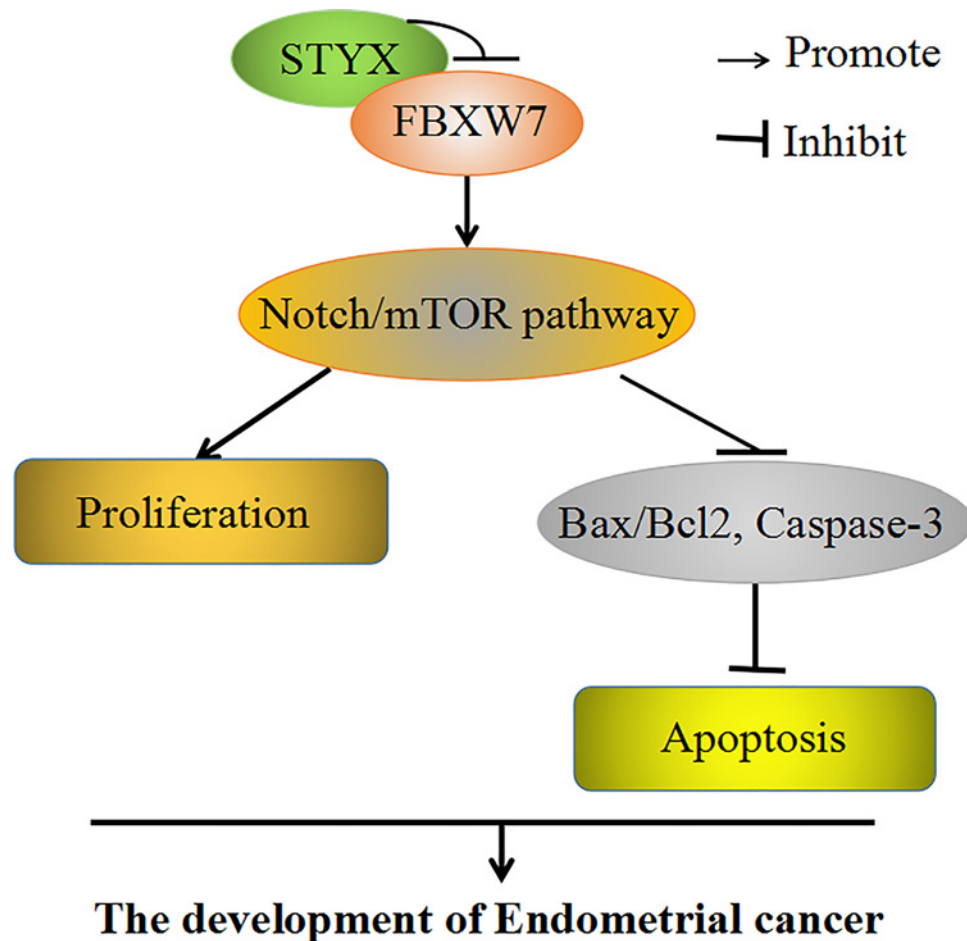 STYX
FBXW7
Promote
Inhibit
Notch/mTOR pathway
Proliferation
Bax/Bcl2, Caspase-3
Apoptosis
The development of Endometrial cancer